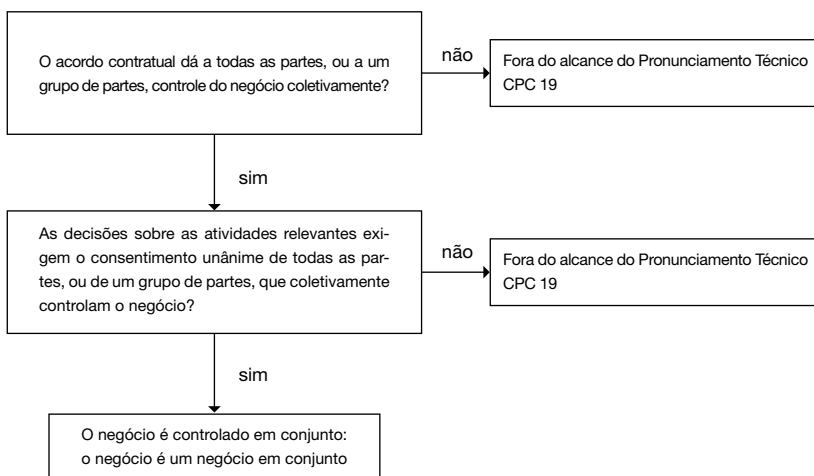 O acordo contratual dá a todas as partes, ou a um
grupo de partes, controle do negócio coletivamente?
não
Fora do alcance do Pronunciamento Técnico
CPC 19
sim
As decisões sobre as atividades relevantes exi-
gem o consentimento unânime de todas as par-
tes, ou de um grupo de partes, que coletivamente
controlam o negócio?
não
Fora do alcance do Pronunciamento Técnico
CPC 19
sim
O negócio é controlado em conjunto:
o negócio é um negócio em conjunto